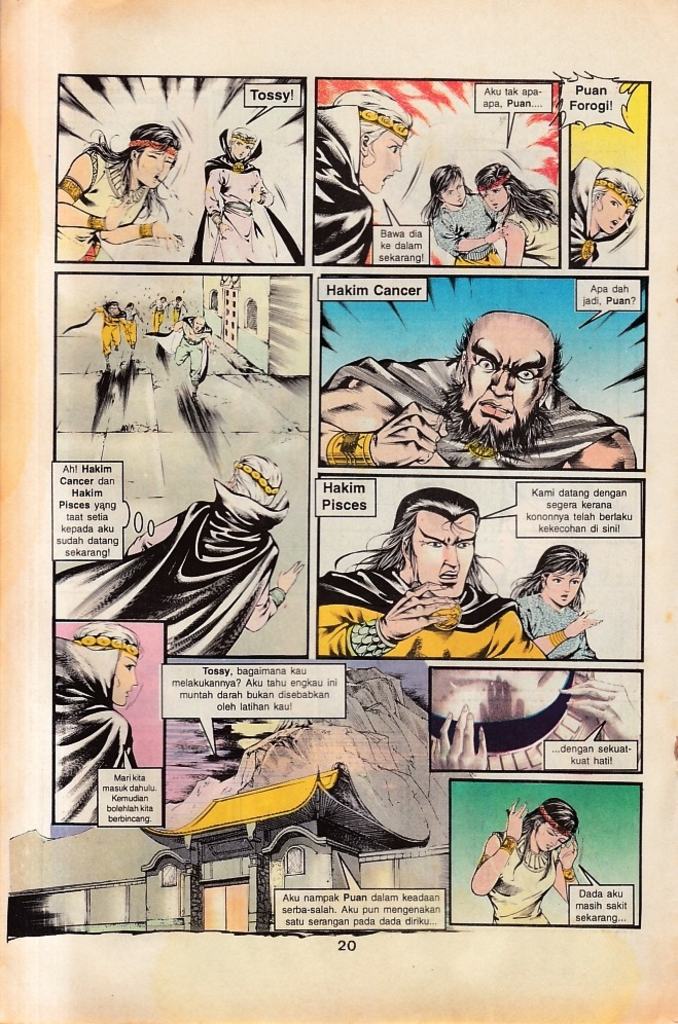 Tossy!
Aku tak apa-
apa, Puan....
Bawa dia
ke dalam
sekarang!
Puan
Forogi!
Ah! Hakim
Cancer dan
Hakim
Pisces yang
taat setia
kepada aku
sudah datang
sekarang!
Hakim Cancer
Apa dah
jadi, Puan?
Hakim
Pisces
Kami datang dengan
segera kerana
kononnya telah berlaku
kekecohan di sini!
Mari kita
masuk dahulu.
Kemudian
bolehlah kita
berbincang.
Tossy, bagaimana kau
melakukannya? Aku tahu engkau ini
muntah darah bukan disebabkan
oleh latihan kau!
Aku nampak Puan dalam keadaan
serba-salah. Aku pun mengenakan
satu serangan pada dada diriku...
...dengan sekuat-
kuat hati!
Dada aku
masih sakit
sekarang...
20